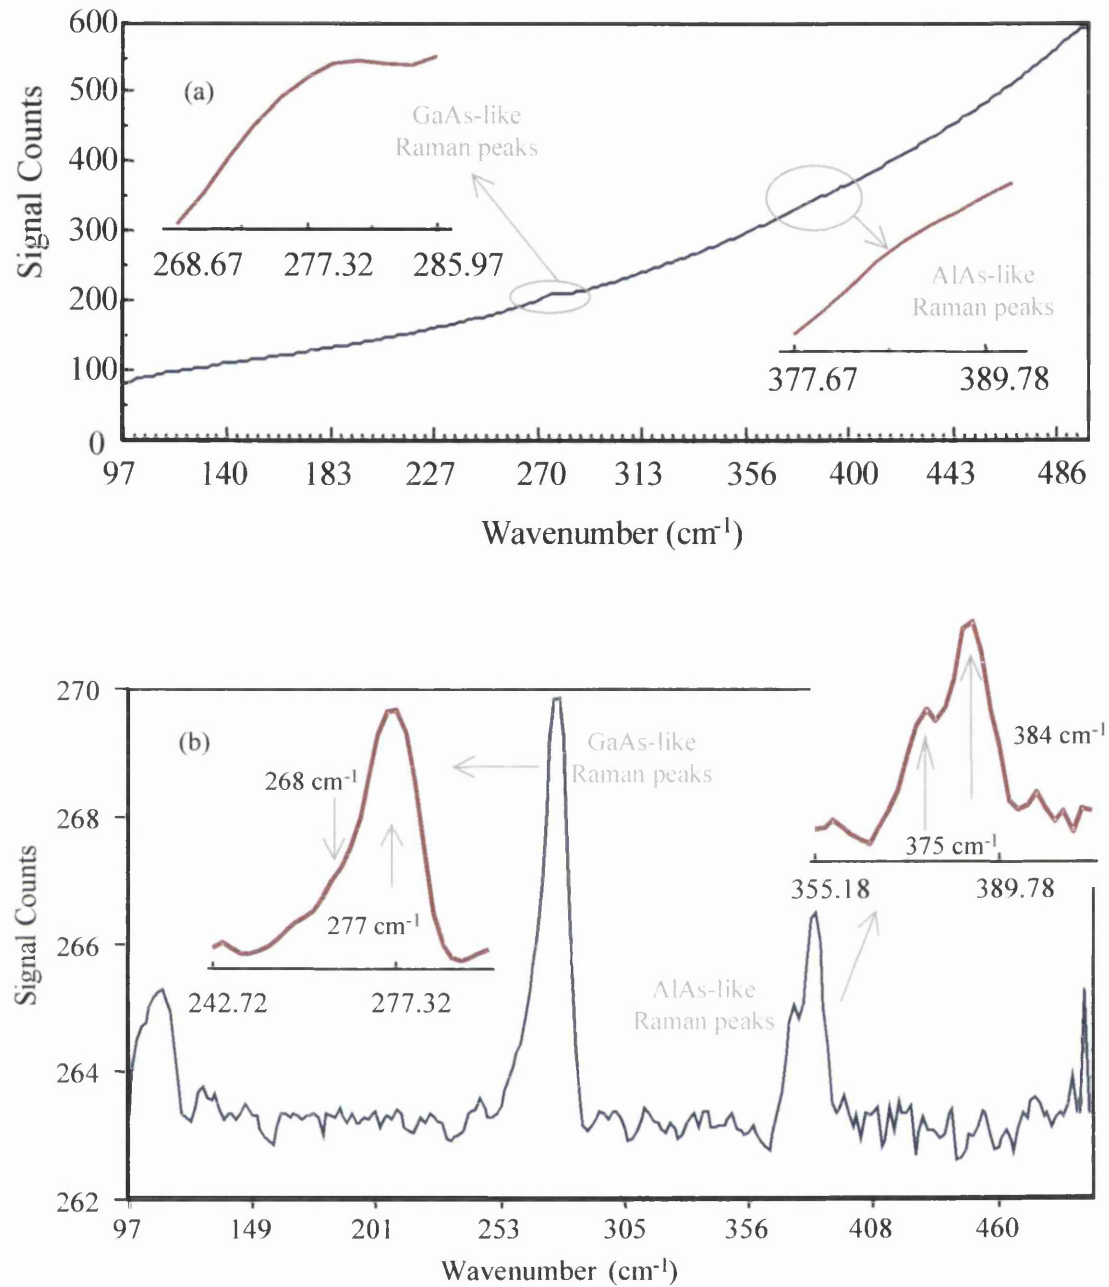 600
500
400
300
200
100
0
Signal Counts
(a)
GaAs-like
Raman peaks
268.67 277.32 285.97
AlAs-like
Raman peaks
377.67 389.78
97 140 183 227 270 313 356 400 443 486
Wavenumber (cm⁻¹)
270
268
266
264
262
Signal Counts
(b)
268 cm⁻¹
277 cm⁻¹
242.72 277.32
GaAs-like
Raman peaks
384 cm⁻¹
375 cm⁻¹
355.18 389.78
AlAs-like
Raman peaks
97 149 201 253 305 356 408 460
Wavenumber (cm⁻¹)